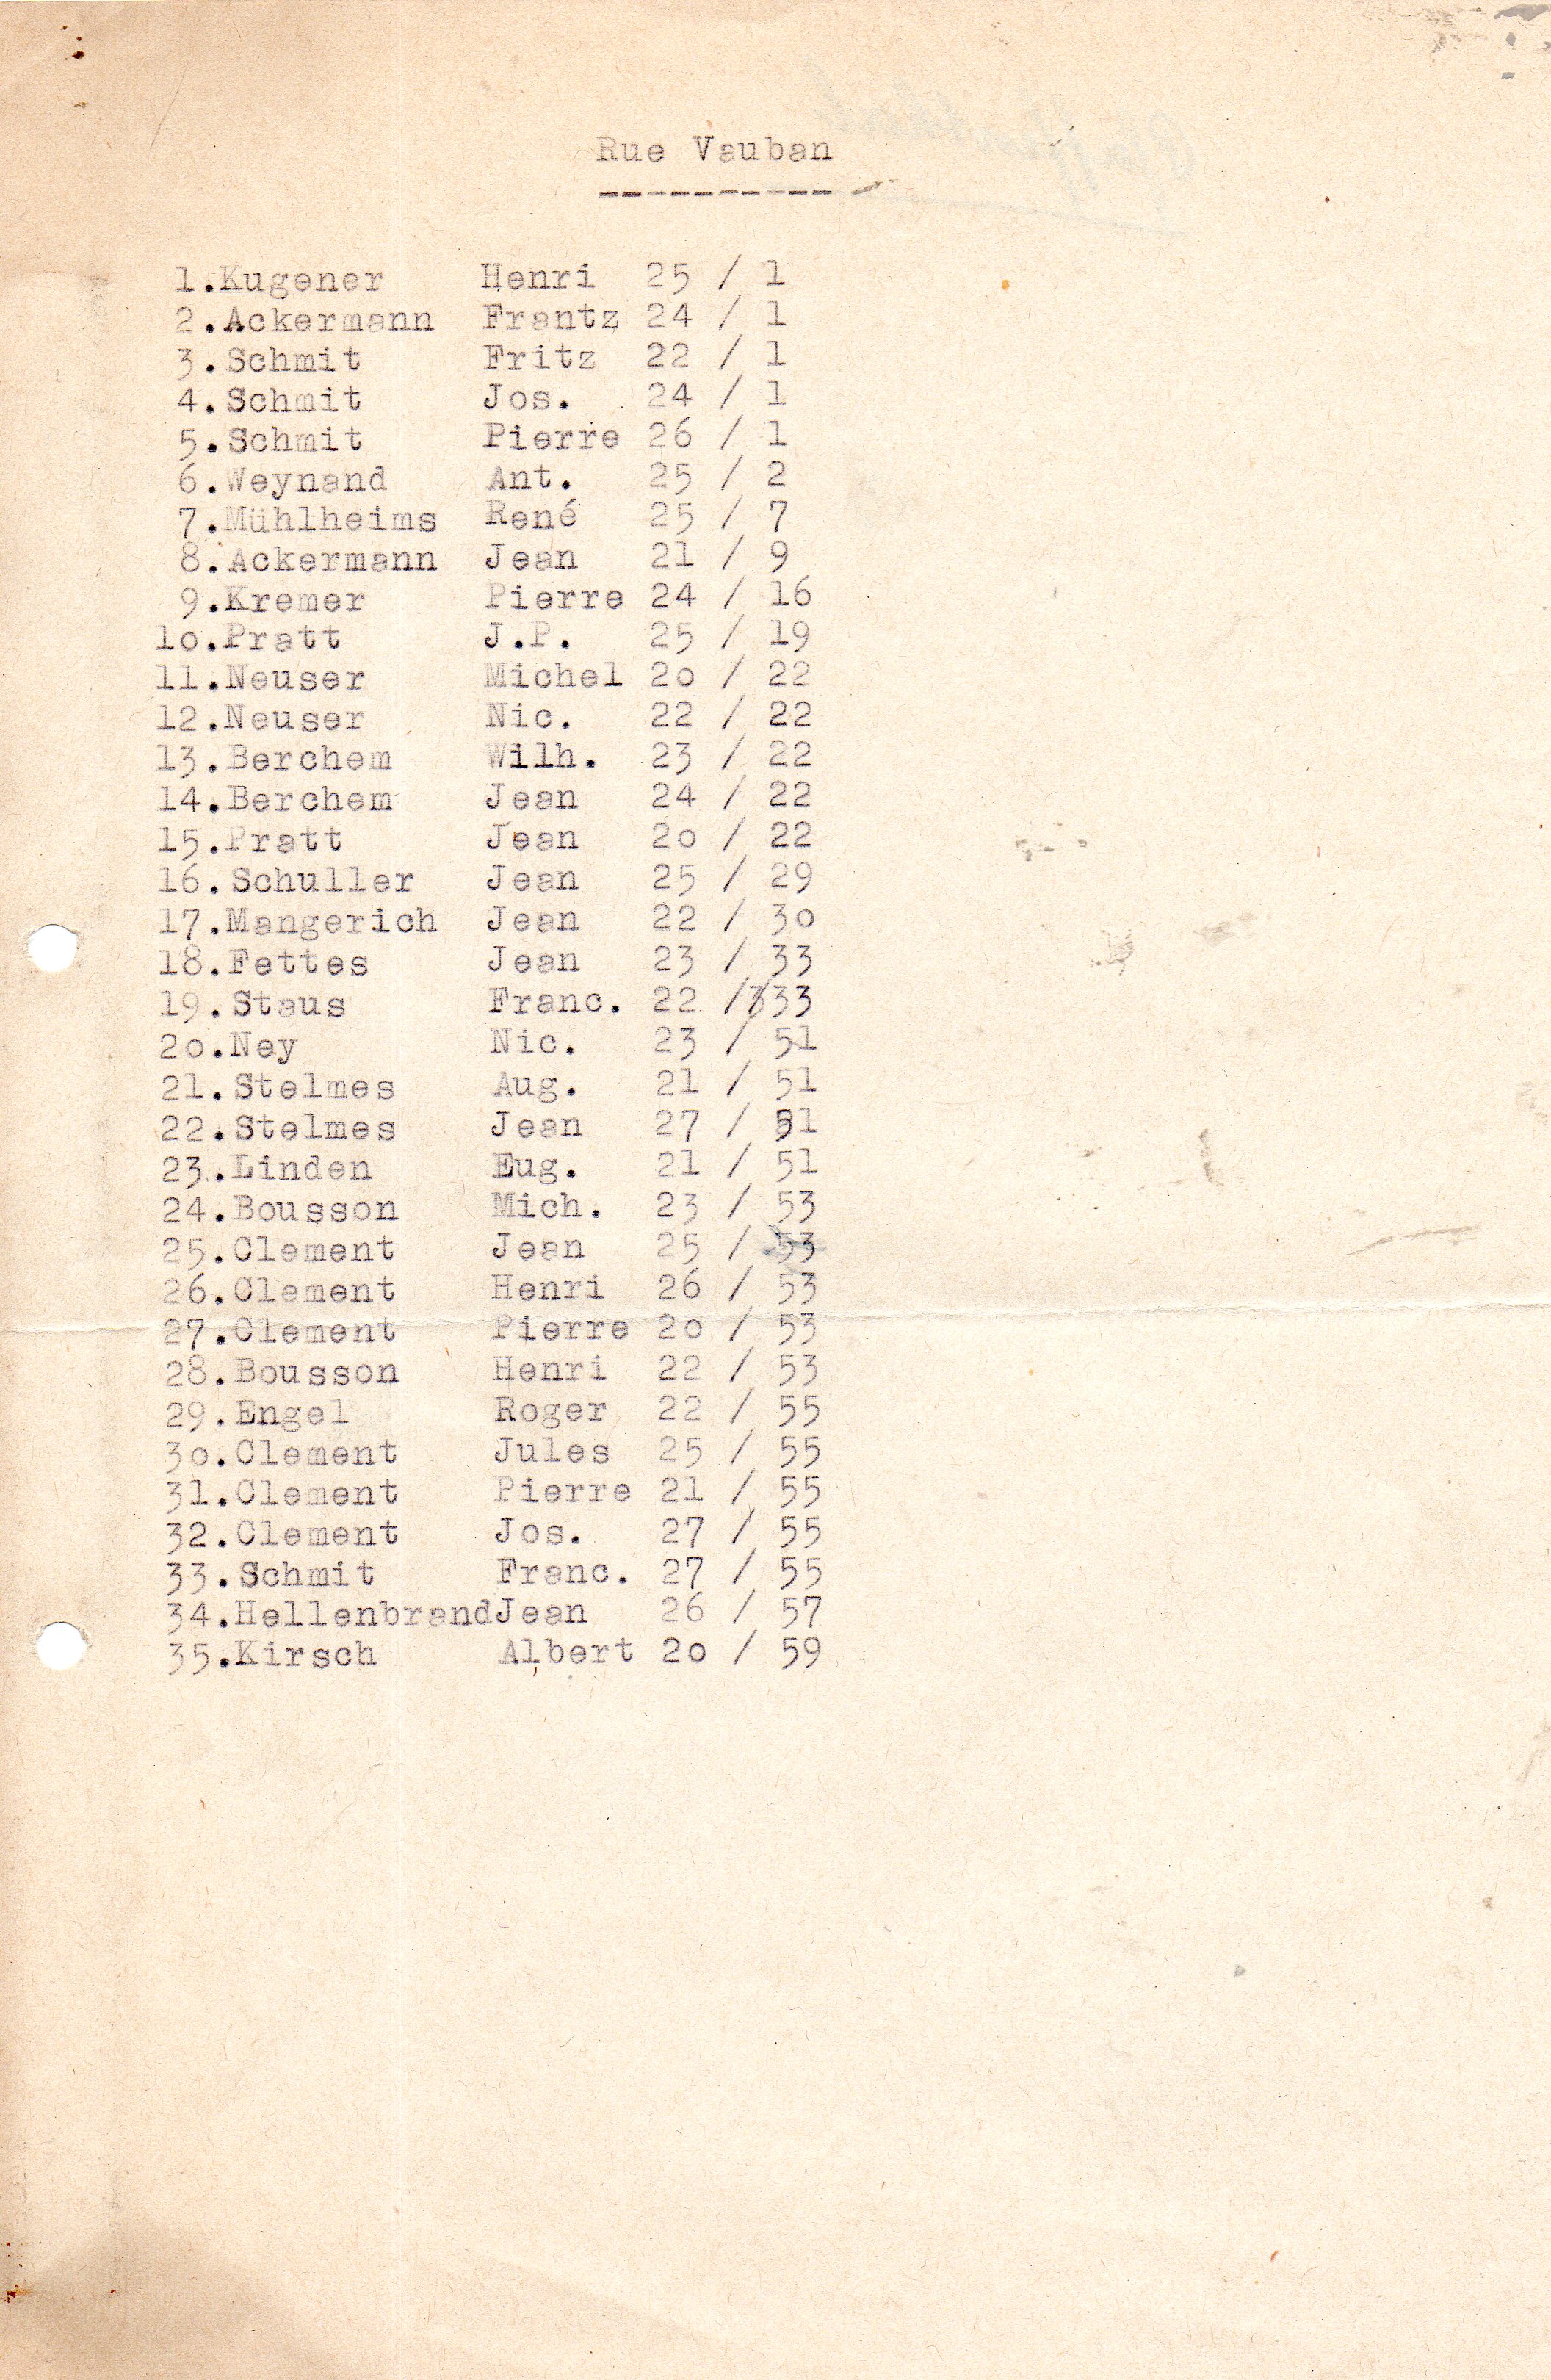 Rue Vauban
----------
1.Kugener Henri 25 / 1
2.Ackermann Frantz 24 / 1
3.Schmit Fritz 22 / 1
4.Schmit Jos. 24 / 1
5.Schmit Pierre 26 / 1
6.Weynand Ant. 25 / 2
7.Mühlheims René 25 / 7
8.Ackermann Jean 21 / 9
9.Kremer Pierre 24 / 16
1o.Pratt J.P. 25 / 19
11.Neuser Michel 2o / 22
12.Neuser Nic. 22 / 22
13.Berchem Wilh. 23 / 22
14.Berchem Jean 24 / 22
15.Pratt Jean 2o / 22
16.Schuller Jean 25 / 29
17.Mangerich Jean 22 / 3o
18.Fettes Jean 23 / 33
19.Staus Franc. 22 / 33
2o.Ney Nic. 23 / 51
21.Stelmes Aug. 21 / 51
22.Stelmes Jean 27 / 51
23.Linden Eug. 21 / 51
24.Bousson Mich. 23 / 53
25.Clement Jean 25 / 53
26.Clement Henri 26 / 53
27.Clement Pierre 2o / 53
28.Bousson Henri 22 / 53
29.Engel Roger 22 / 55
3o.Clement Jules 25 / 55
31.Clement Pierre 21 / 55
32.Clement Jos. 27 / 55
33.Schmit Franc. 27 / 55
34.HellenbrandJean 26 / 57
35.Kirsch Albert 2o / 59